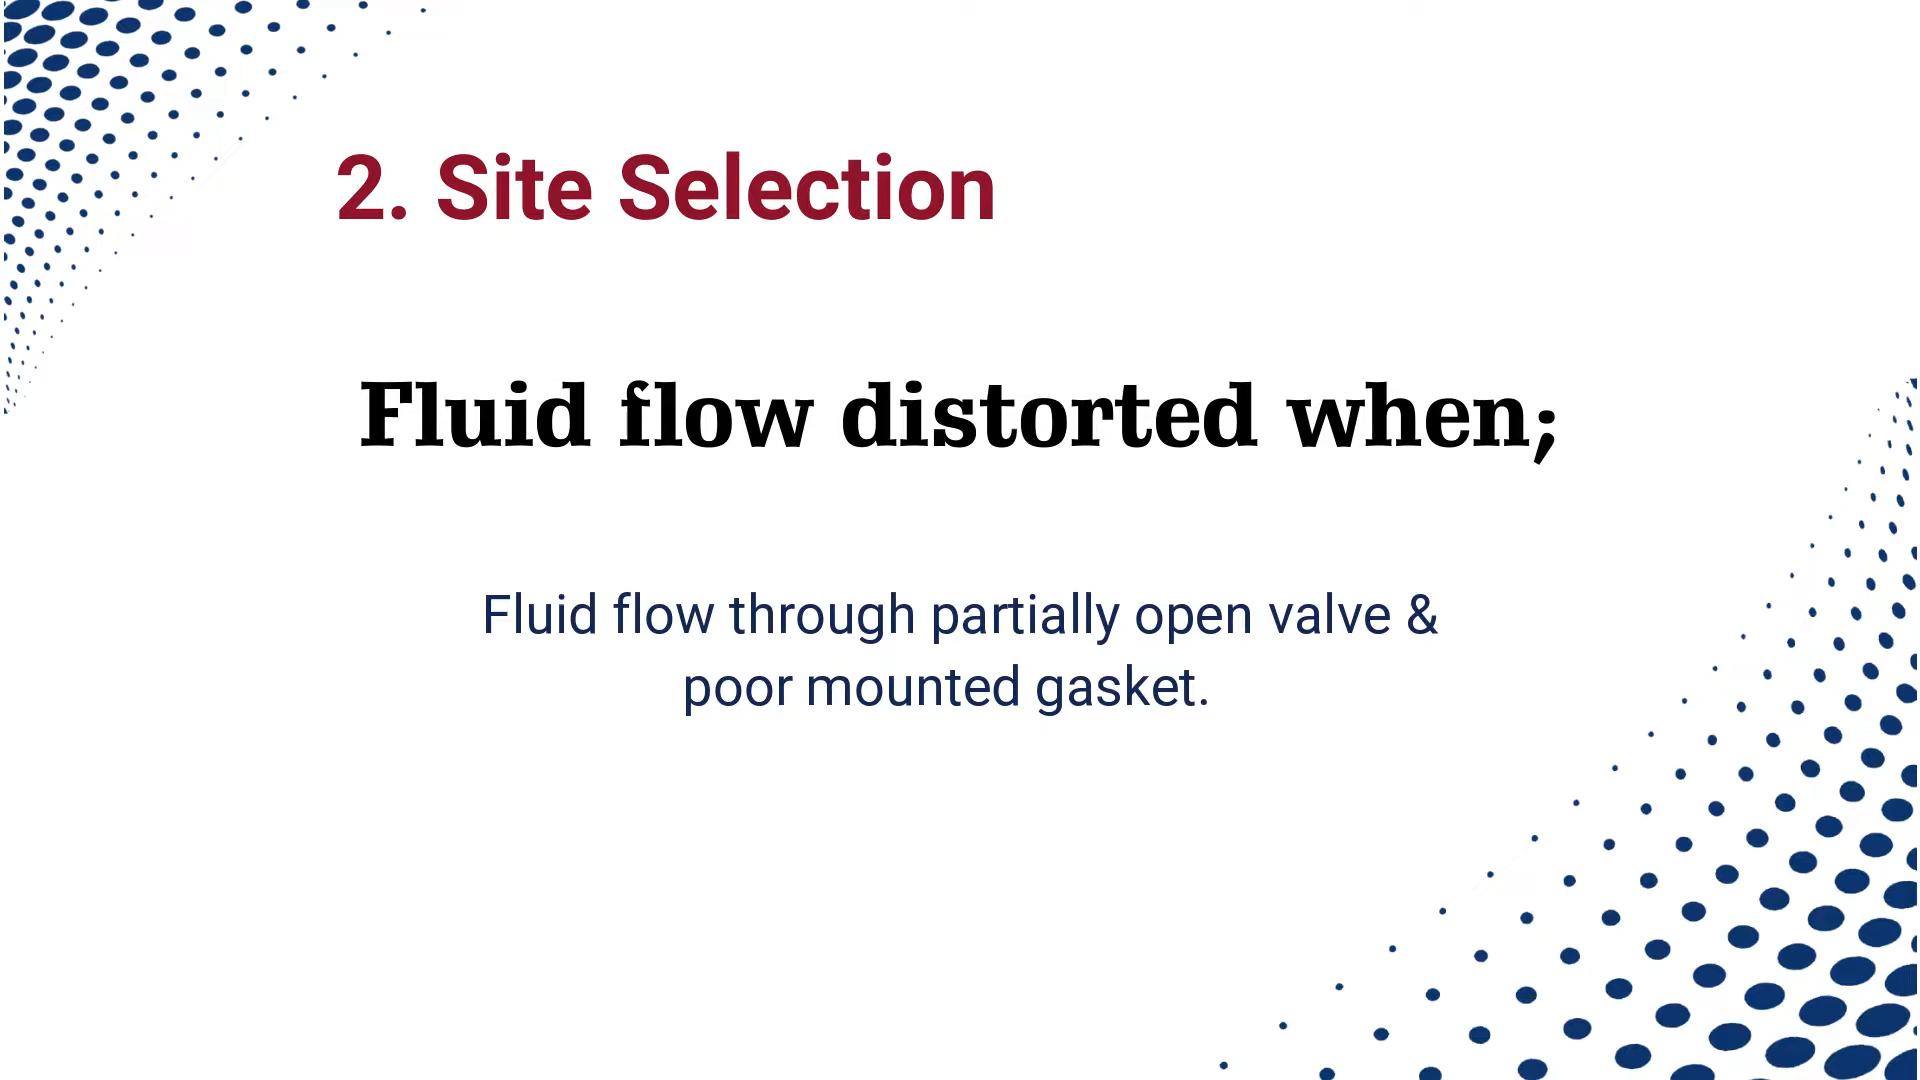 2. Site Selection
Fluid flow distorted when;
Fluid flow through partially open valve &
poor mounted gasket.